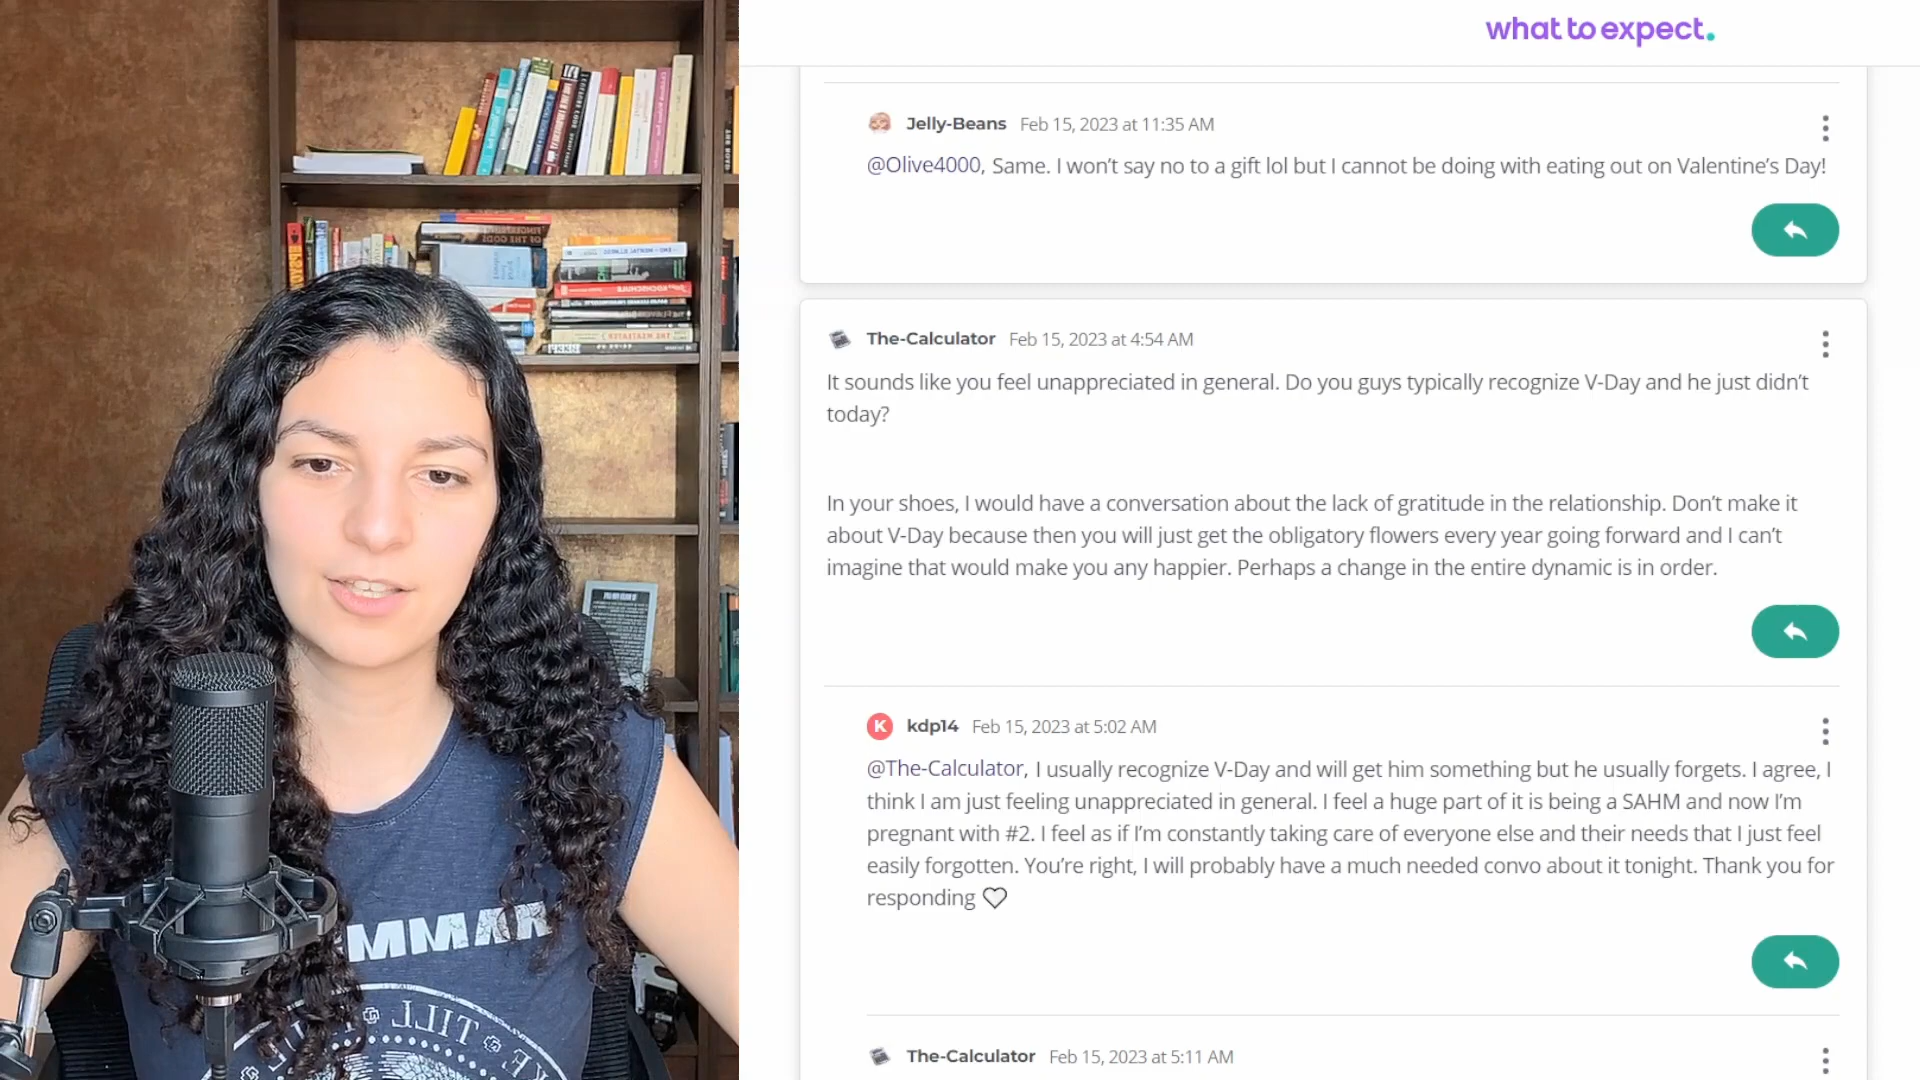 what to expect.
Jelly-Beans Feb 15, 2023 at 11:35 AM
@Olive4000, Same. I won’t say no to a gift lol but I cannot be doing with eating out on Valentine’s Day!
The-Calculator Feb 15, 2023 at 4:54 AM
It sounds like you feel unappreciated in general. Do you guys typically recognize V-Day and he just didn’t
today?
In your shoes, I would have a conversation about the lack of gratitude in the relationship. Don’t make it
about V-Day because then you will just get the obligatory flowers every year going forward and I can’t
imagine that would make you any happier. Perhaps a change in the entire dynamic is in order.
K kdp14 Feb 15, 2023 at 5:02 AM
@The-Calculator, I usually recognize V-Day and will get him something but he usually forgets. I agree, I
think I am just feeling unappreciated in general. I feel a huge part of it is being a SAHM and now I’m
pregnant with #2. I feel as if I’m constantly taking care of everyone else and their needs that I just feel
easily forgotten. You’re right, I will probably have a much needed convo about it tonight. Thank you for
responding ♡
The-Calculator Feb 15, 2023 at 5:11 AM
FINGERPRINTS
OF THE GODS
KOCHSCHULE
MMAR
TILL